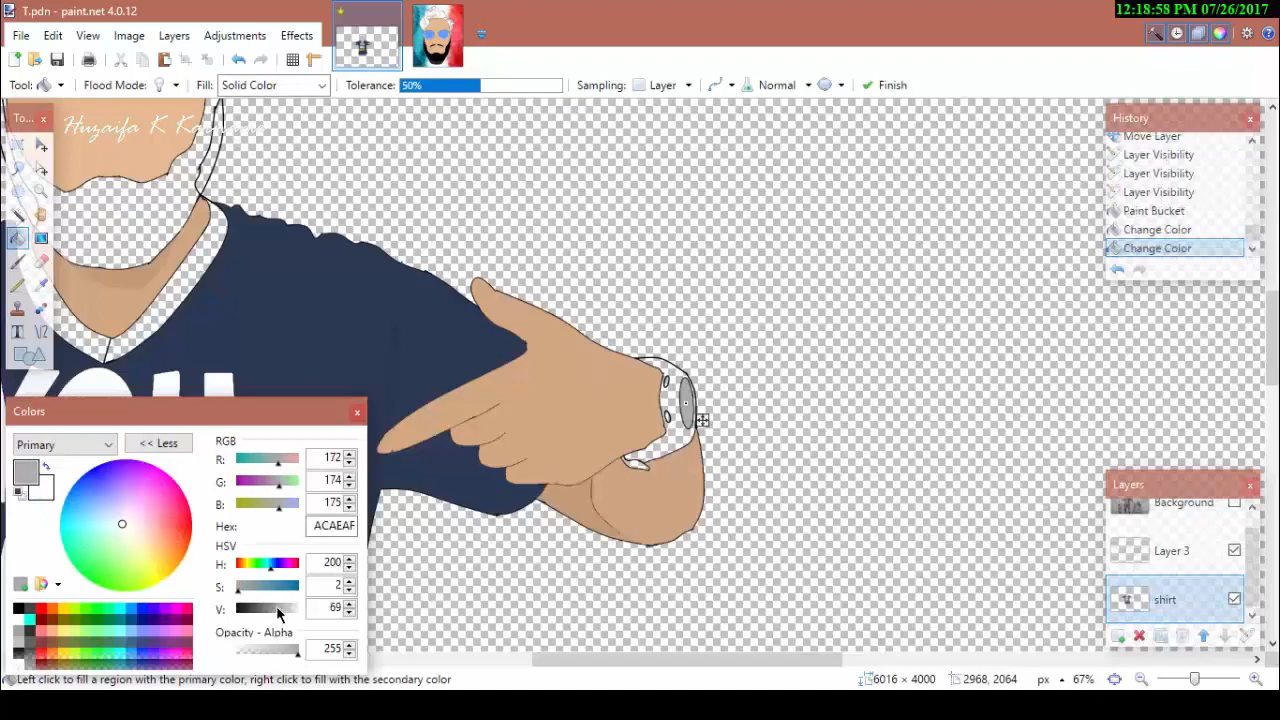 12:18:58 PM 07/26/2017
T.pdn - paint.net 4.0.12
File Edit View Image Layers Adjustments Effects
Tool: Flood Mode: Fill: Solid Color Tolerance: 50% Sampling: Layer Normal Finish
To... x
Huzaifa K
History x
Move Layer
Layer Visibility
Layer Visibility
Layer Visibility
Paint Bucket
Change Color
Change Color
Colors x
Primary << Less
RGB
R: 172
G: 174
B: 175
Hex: ACAEAF
HSV
H: 200
S: 2
V: 69
Opacity - Alpha
255
Layers x
Background
Layer 3
shirt
Left click to fill a region with the primary color, right click to fill with the secondary color
6016 × 4000 2968, 2064 px 67%